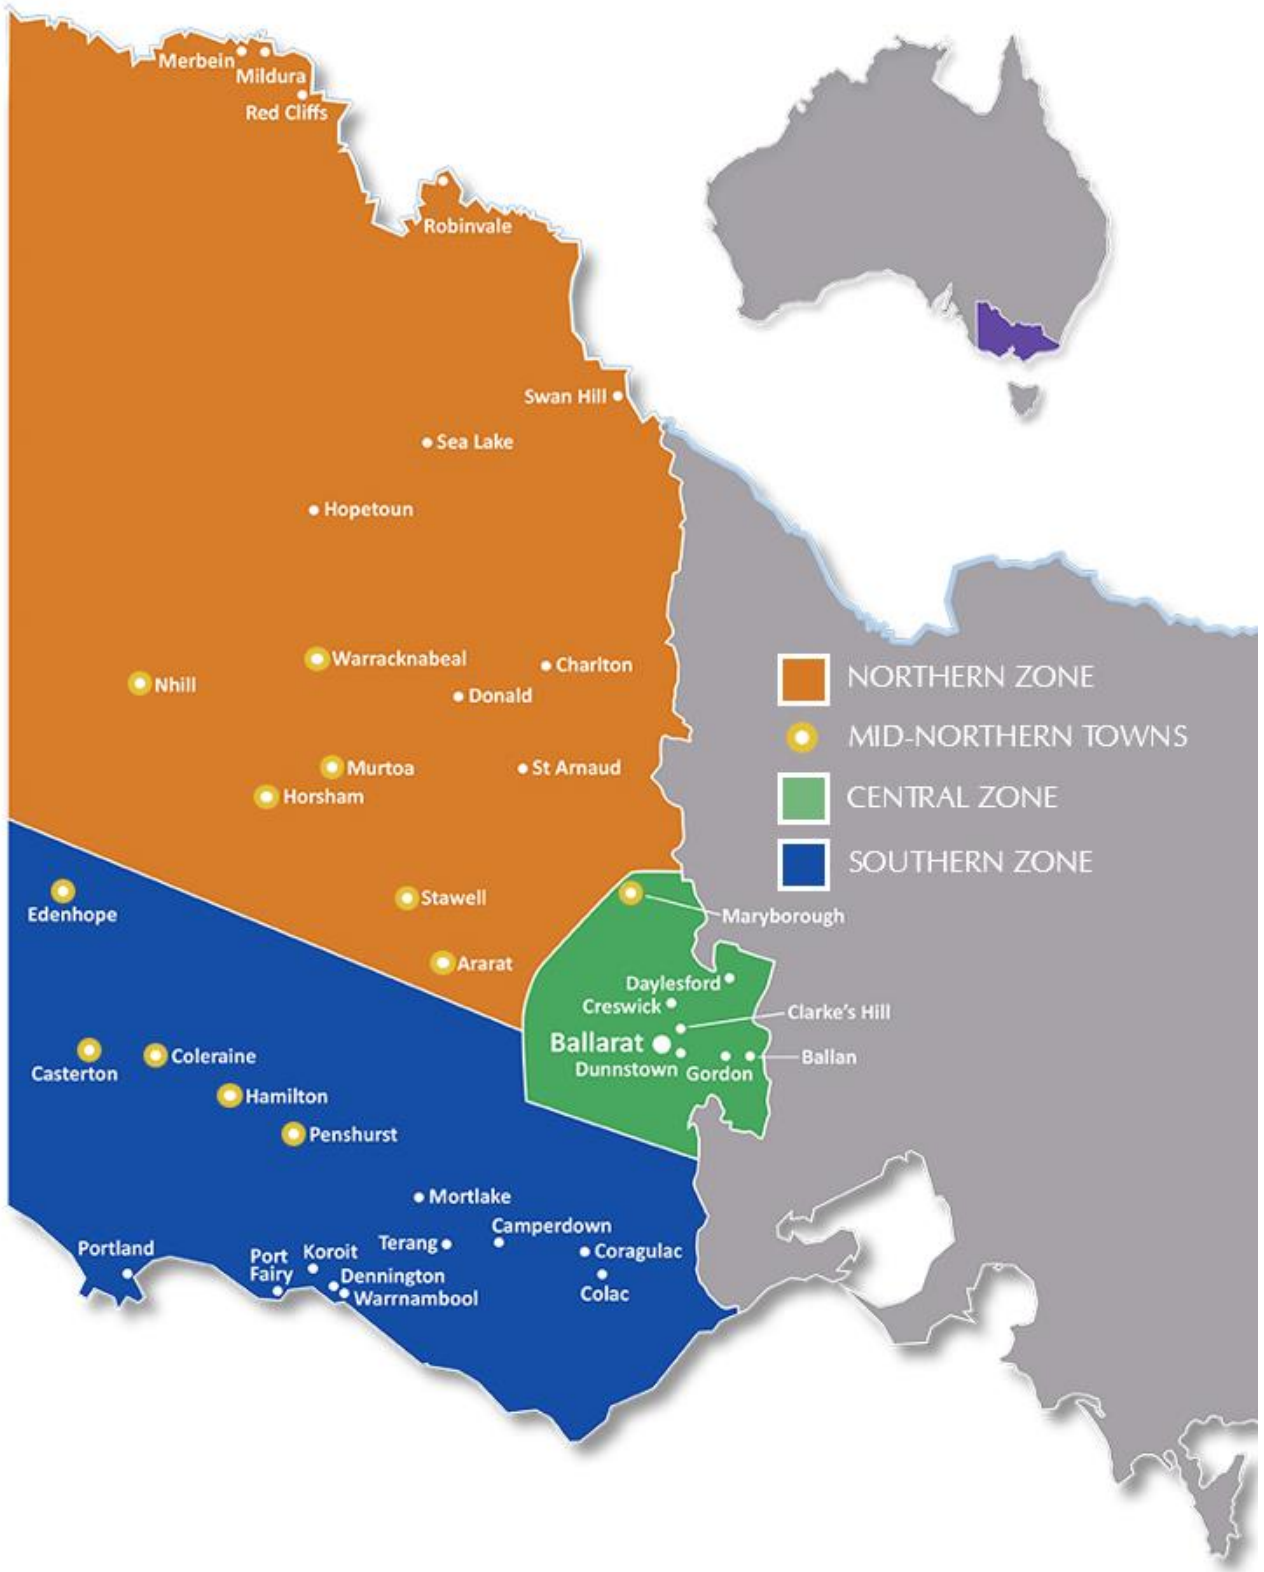 Merbein
Mildura
Red Cliffs
Robinvale
Swan Hill
Sea Lake
Hopetoun
Warracknabeal
Charlton
Nhill
Donald
NORTHERN ZONE
MID-NORTHERN TOWNS
CENTRAL ZONE
SOUTHERN ZONE
Murtoa
St Arnaud
Horsham
Edenhope
Stawell
Maryborough
Ararat
Daylesford
Creswick
Clarke's Hill
Ballarat
Dunnstown
Gordon
Ballan
Casterton
Coleraine
Hamilton
Penshurst
Mortlake
Camperdown
Terang
Coragulac
Colac
Portland
Port
Fairy
Koroit
Dennington
Warrnambool